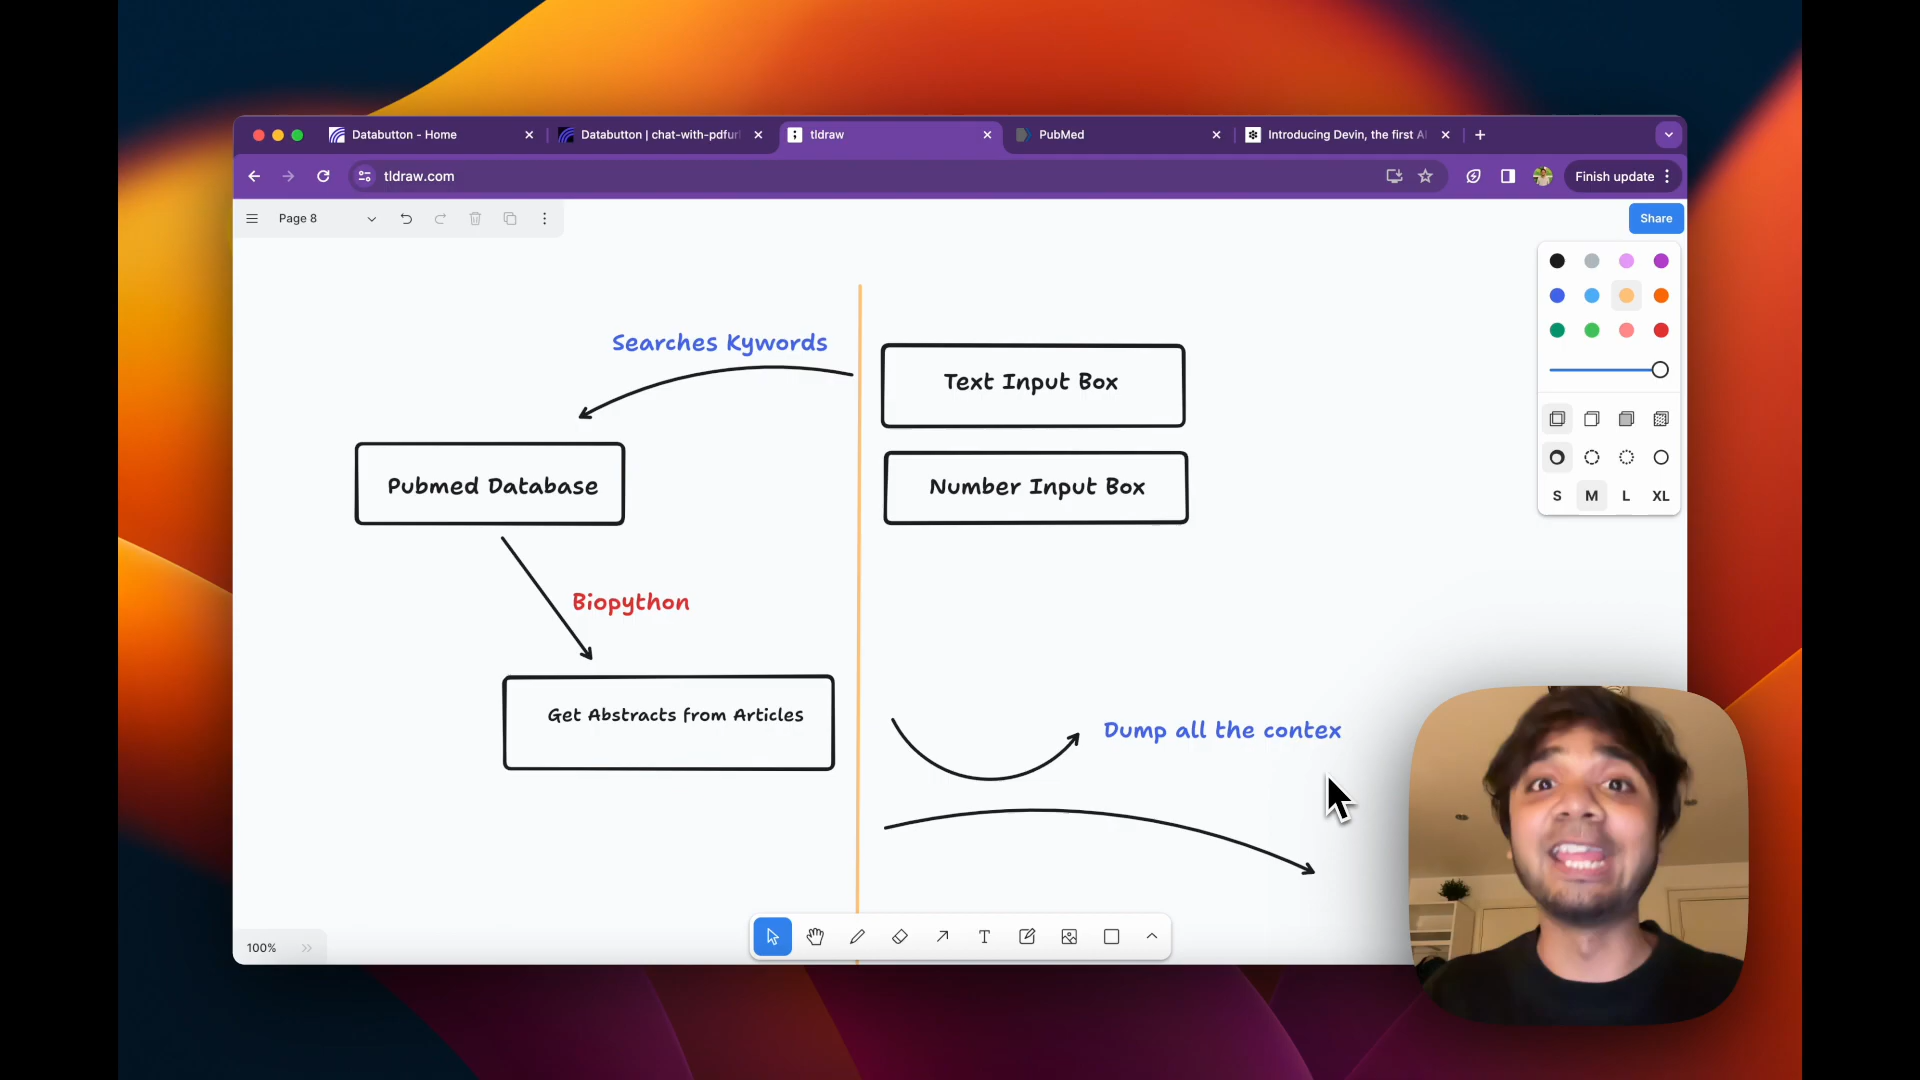 Databutton - Home
Databutton | chat-with-pdfurl
tldraw
PubMed
Introducing Devin, the first A
tldraw.com
Finish update
Page 8
Share
Searches Kywords
Text Input Box
Pubmed Database
Number Input Box
S M L XL
Biopython
Get Abstracts from Articles
Dump all the contex
100%
T